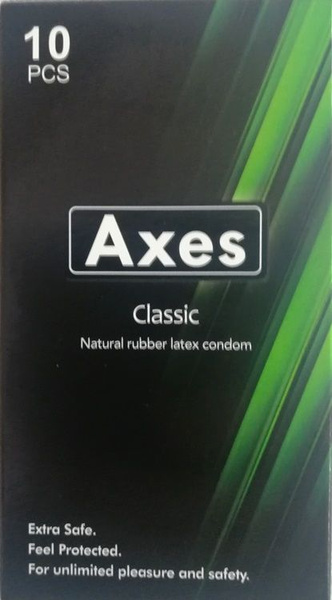 10
PCS
Axes
Classic
Natural rubber latex condom
Extra Safe.
Feel Protected.
For unlimited pleasure and safety.